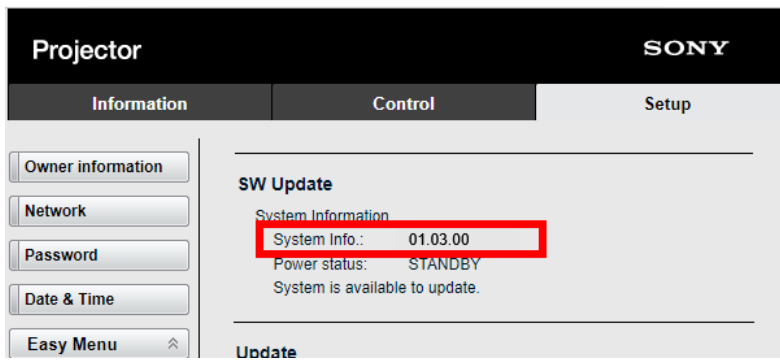 Projector
SONY
Information
Control
Setup
Owner information
Network
Password
Date & Time
Easy Menu
SW Update
System Information
System Info.: 01.03.00
Power status: STANDBY
System is available to update.
Update